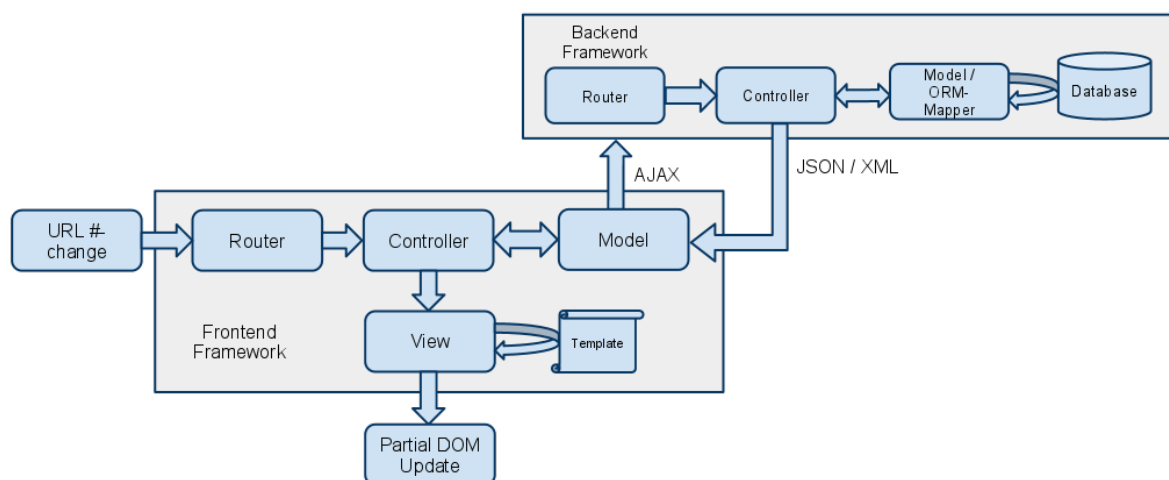 Backend
Framework
Router
Controller
Model /
ORM-
Mapper
Database
AJAX
JSON / XML
URL #-
change
Router
Controller
Model
Frontend
Framework
View
Template
Partial DOM
Update